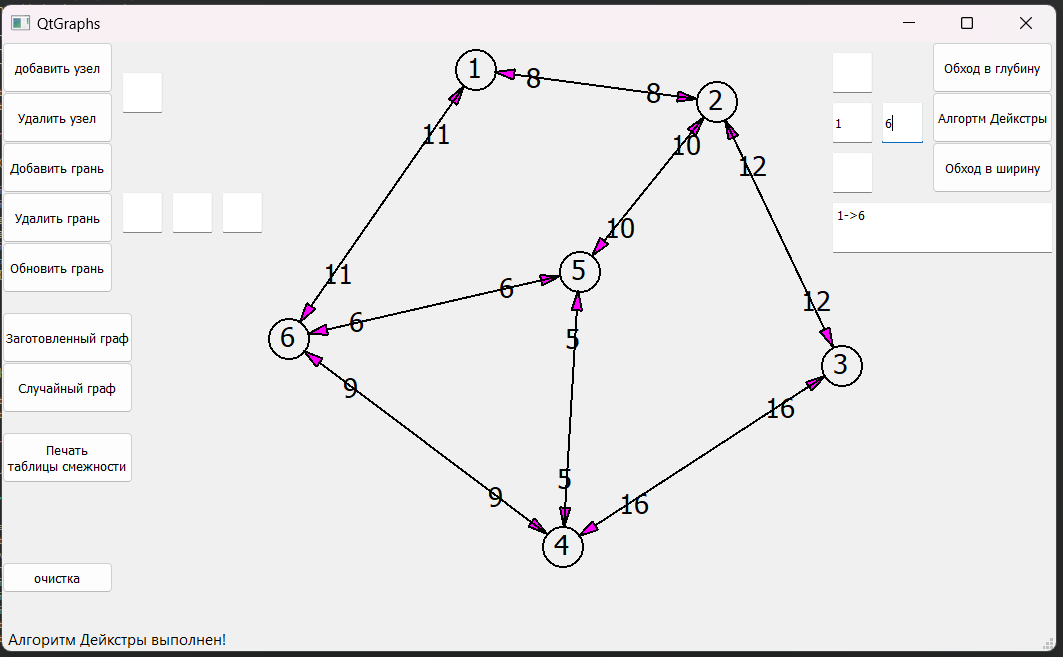 QtGraphs
добавить узел
Удалить узел
Добавить грань
Удалить грань
Обновить грань
Заготовленный граф
Случайный граф
Печать
таблицы смежности
очистка
1
8
8
2
11
10
12
10
5
11
6
6
6
5
12
3
9
16
9
5
16
4
Обход в глубину
1
6
Алгортм Дейкстры
Обход в ширину
1->6
Алгоритм Дейкстры выполнен!